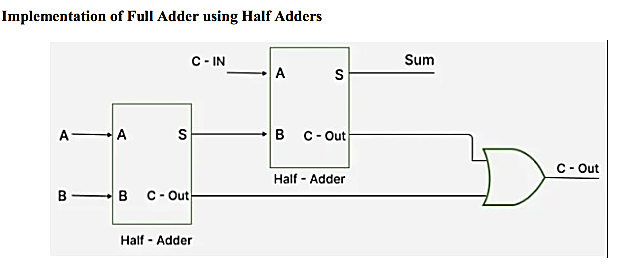 Implementation of Full Adder using Half Adders
C - IN
Sum
A
S
A
A
S
B
C - Out
C - Out
Half - Adder
B
B
C - Out
Half - Adder